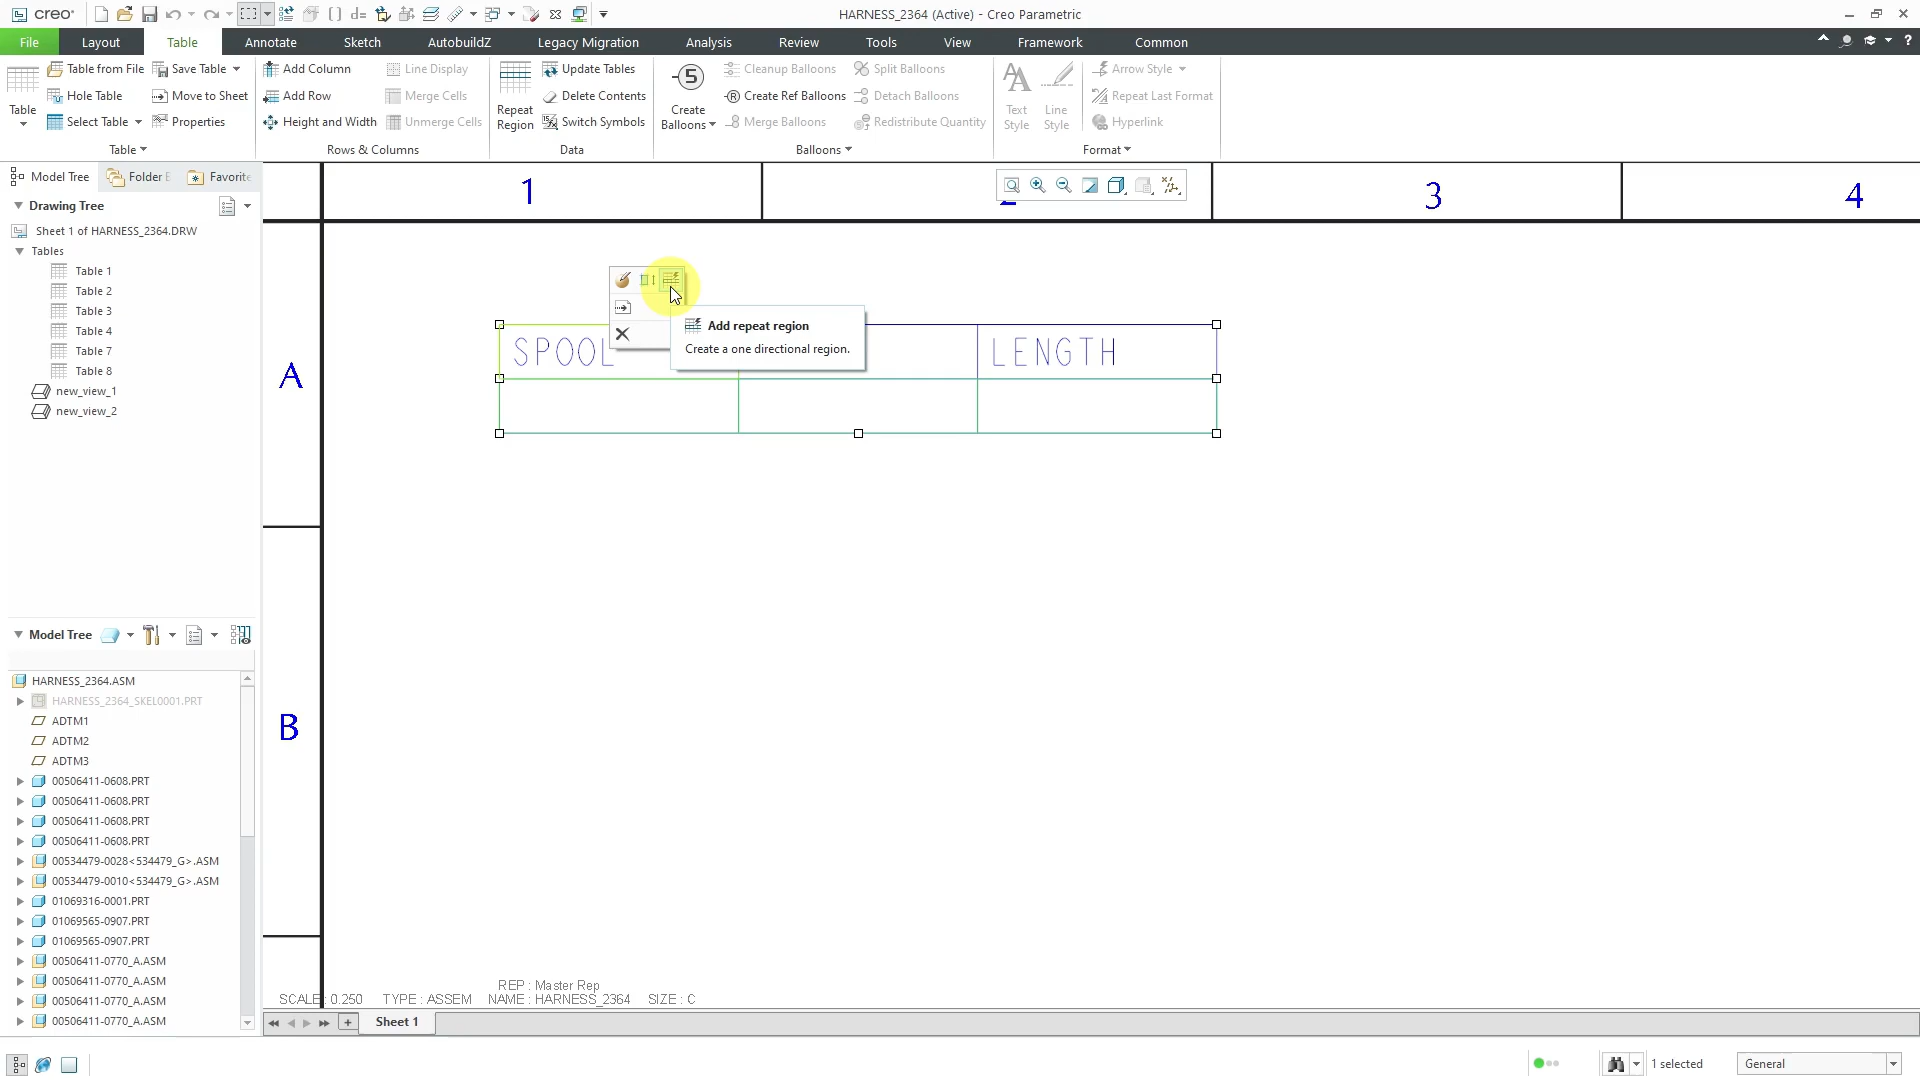 creo
HARNESS_2364 (Active) - Creo Parametric
File
Layout
Table
Annotate
Sketch
AutobuildZ
Legacy Migration
Analysis
Review
Tools
View
Framework
Common
Table
Table from File
Hole Table
Select Table
Save Table
Move to Sheet
Properties
Table
Add Column
Add Row
Height and Width
Line Display
Merge Cells
Unmerge Cells
Rows & Columns
Repeat
Region
Update Tables
Delete Contents
Switch Symbols
Data
5
Create
Balloons
Cleanup Balloons
Create Ref Balloons
Merge Balloons
Split Balloons
Detach Balloons
Redistribute Quantity
Balloons
Text
Style
Line
Style
Arrow Style
Repeat Last Format
Hyperlink
Format
Model Tree
Folder
Favorite
Drawing Tree
Sheet 1 of HARNESS_2364.DRW
Tables
Table 1
Table 2
Table 3
Table 4
Table 7
Table 8
new_view_1
new_view_2
Model Tree
HARNESS_2364.ASM
HARNESS_2364_SKEL0001.PRT
ADTM1
ADTM2
ADTM3
00506411-0608.PRT
00506411-0608.PRT
00506411-0608.PRT
00506411-0608.PRT
00534479-0028<534479_G>.ASM
00534479-0010<534479_G>.ASM
01069316-0001.PRT
01069565-0907.PRT
01069565-0907.PRT
00506411-0770_A.ASM
00506411-0770_A.ASM
00506411-0770_A.ASM
00506411-0770_A.ASM
1
3
4
A
B
SPOOL
LENGTH
Add repeat region
Create a one directional region.
REP : Master Rep
SCALE : 0.250 TYPE : ASSEM NAME : HARNESS_2364 SIZE : C
Sheet 1
1 selected
General